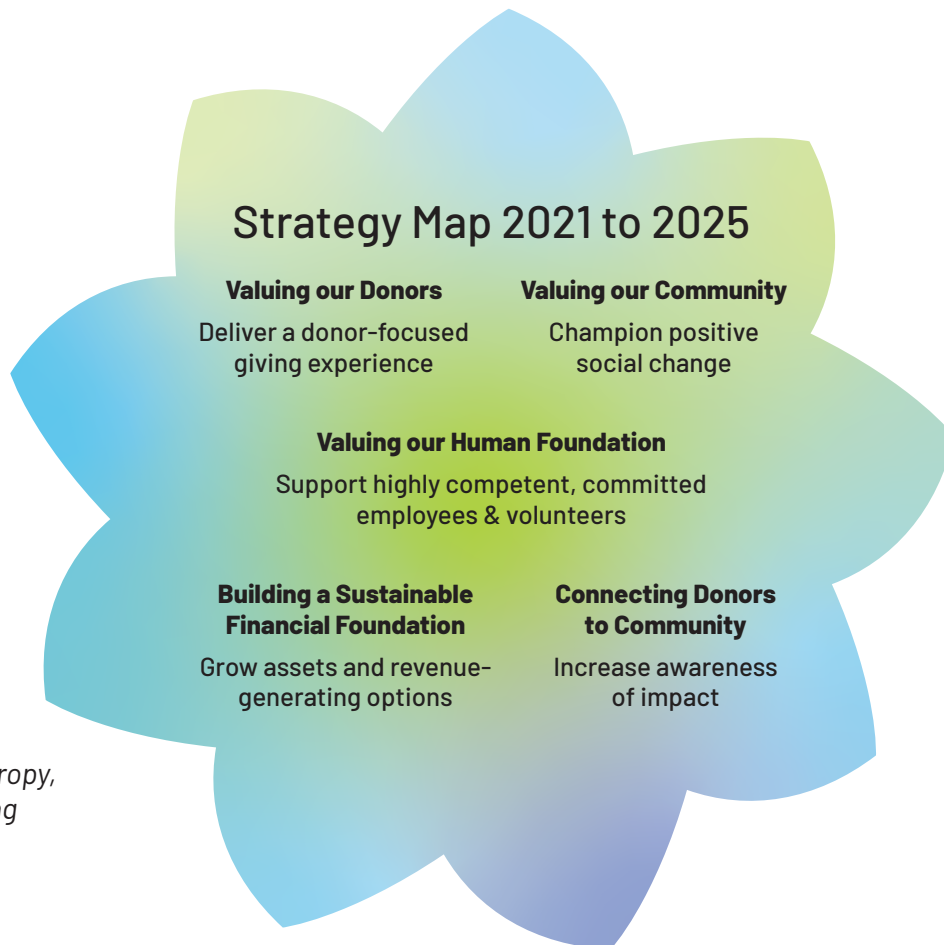 Strategy Map 2021 to 2025
Valuing our Donors
Deliver a donor-focused
giving experience
Valuing our Community
Champion positive
social change
Valuing our Human Foundation
Support highly competent, committed
employees & volunteers
Building a Sustainable
Financial Foundation
Grow assets and revenue-
generating options
Connecting Donors
to Community
Increase awareness
of impact